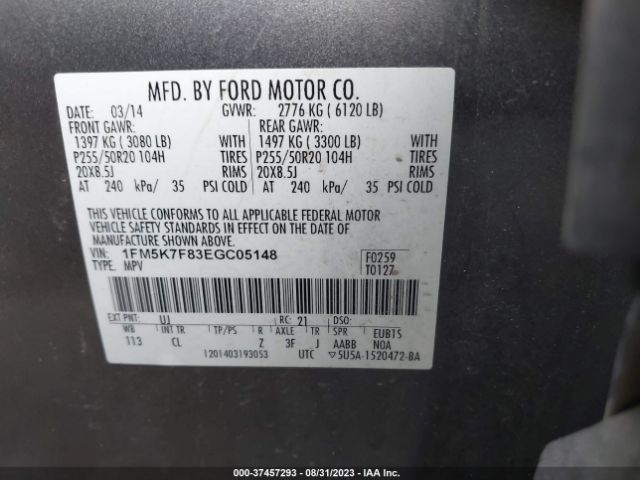 MFD. BY FORD MOTOR CO.
DATE: 03/14 GVWR: 2776 KG ( 6120 LB)
FRONT GAWR: REAR GAWR:
1397 KG ( 3080 LB) WITH 1497 KG ( 3300 LB) WITH
P255/50R20 104H TIRES P255/50R20 104H TIRES
20X8.5J RIMS 20X8.5J RIMS
AT 240 kPa/ 35 PSI COLD AT 240 kPa/ 35 PSI COLD
THIS VEHICLE CONFORMS TO ALL APPLICABLE FEDERAL MOTOR
VEHICLE SAFETY STANDARDS IN EFFECT ON THE DATE OF
MANUFACTURE SHOWN ABOVE.
VIN: 1FM5K7F83EGC05148 F0259
TYPE: MPV T0127
EXT PNT: UJ RC: 21 DSO:
WB INT TR TP/PS R AXLE TR SPR EUB1S
113 CL Z 3F J AABB NOA
1201403193053 UTC ▽5U5A-1520472-BA
000-37457293 - 08/31/2023 - IAA Inc.